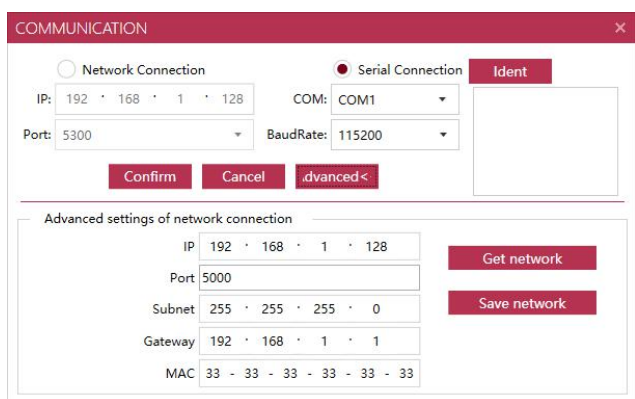 COMMUNICATION
Network Connection Serial Connection Ident
IP: 192 · 168 · 1 · 128 COM: COM1
Port: 5300 BaudRate: 115200
Confirm Cancel dvanced<
Advanced settings of network connection
IP 192 · 168 · 1 · 128
Get network
Port 5000
Subnet 255 · 255 · 255 · 0
Save network
Gateway 192 · 168 · 1 · 1
MAC 33 - 33 - 33 - 33 - 33 - 33